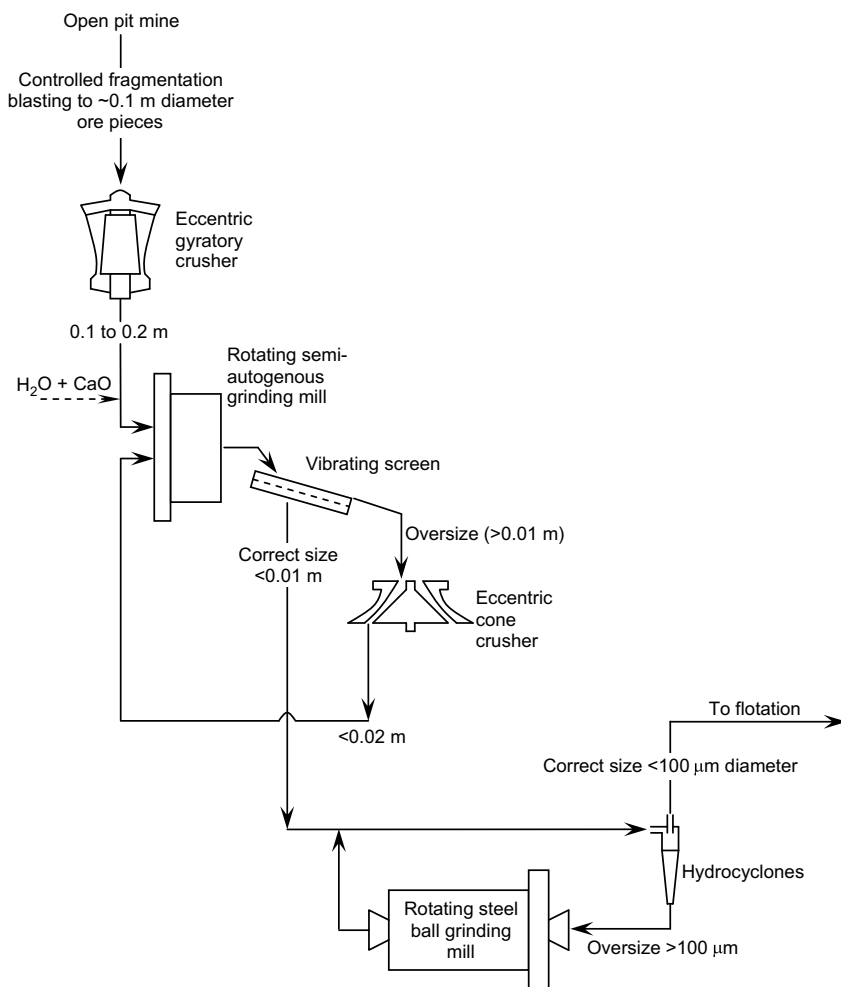 Open pit mine
Controlled fragmentation
blasting to ~0.1 m diameter
ore pieces
Eccentric
gyratory
crusher
0.1 to 0.2 m
H₂O + CaO
Rotating semi-
autogenous
grinding mill
Vibrating screen
Oversize (>0.01 m)
Correct size
<0.01 m
Eccentric
cone
crusher
<0.02 m
To flotation
Correct size <100 μm diameter
Hydrocyclones
Rotating steel
ball grinding
mill
Oversize >100 μm